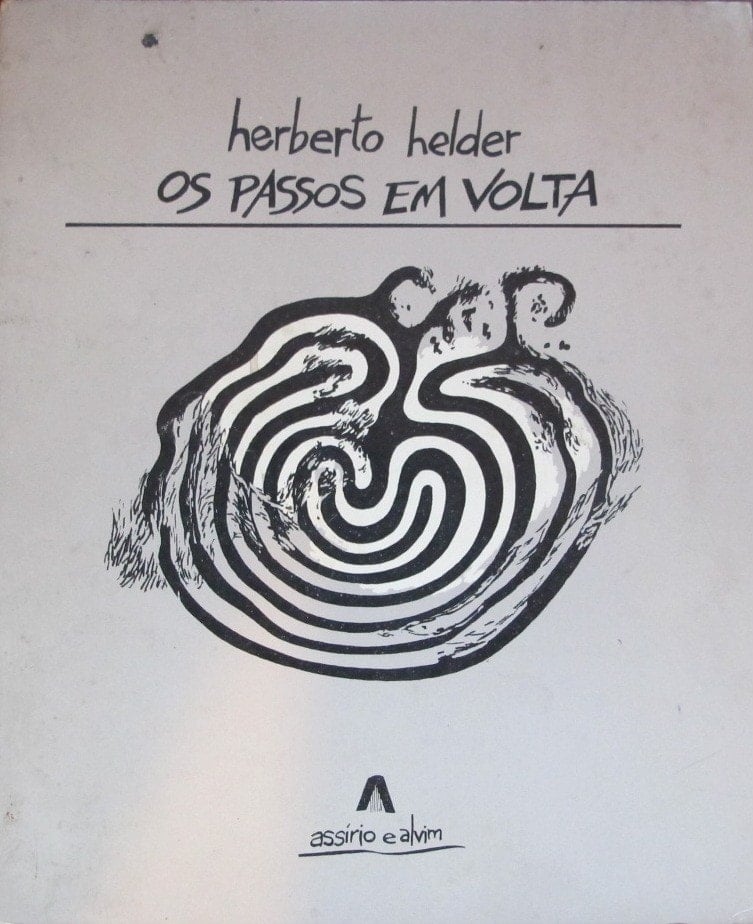 herberto helder
OS PASSOS EM VOLTA
assírio e alvim